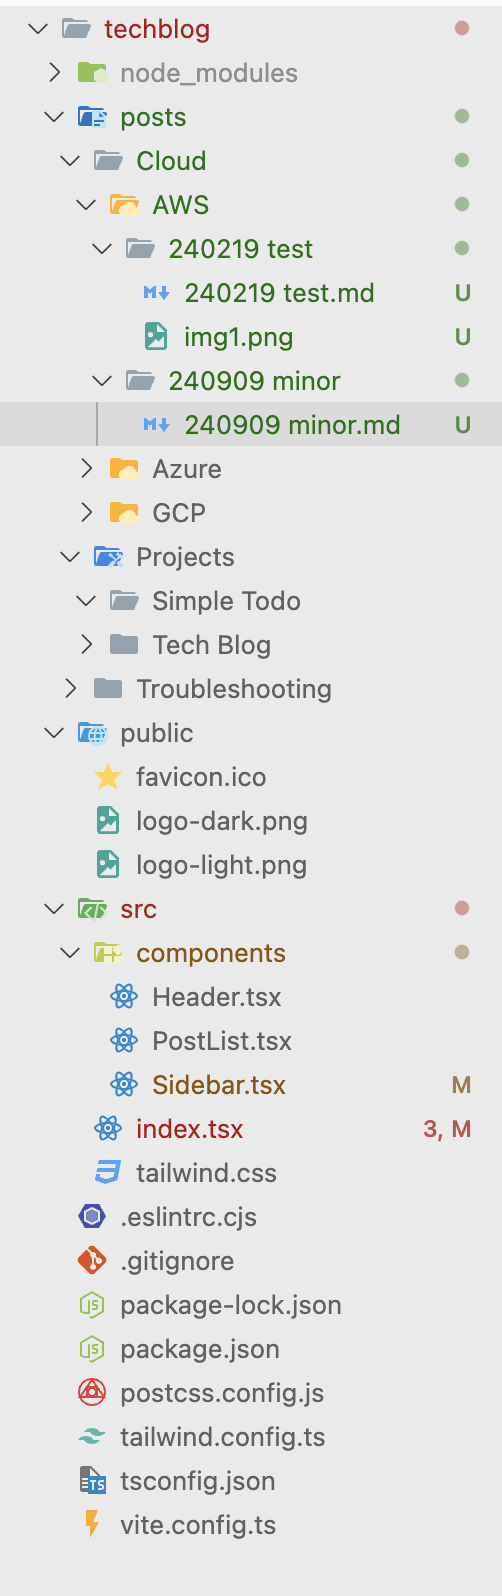 techblog
node_modules
posts
Cloud
AWS
240219 test
240219 test.md U
img1.png U
240909 minor
240909 minor.md U
Azure
GCP
Projects
Simple Todo
Tech Blog
Troubleshooting
public
favicon.ico
logo-dark.png
logo-light.png
src
components
Header.tsx
PostList.tsx
Sidebar.tsx M
index.tsx 3, M
tailwind.css
.eslintrc.cjs
.gitignore
package-lock.json
package.json
postcss.config.js
tailwind.config.ts
tsconfig.json
vite.config.ts